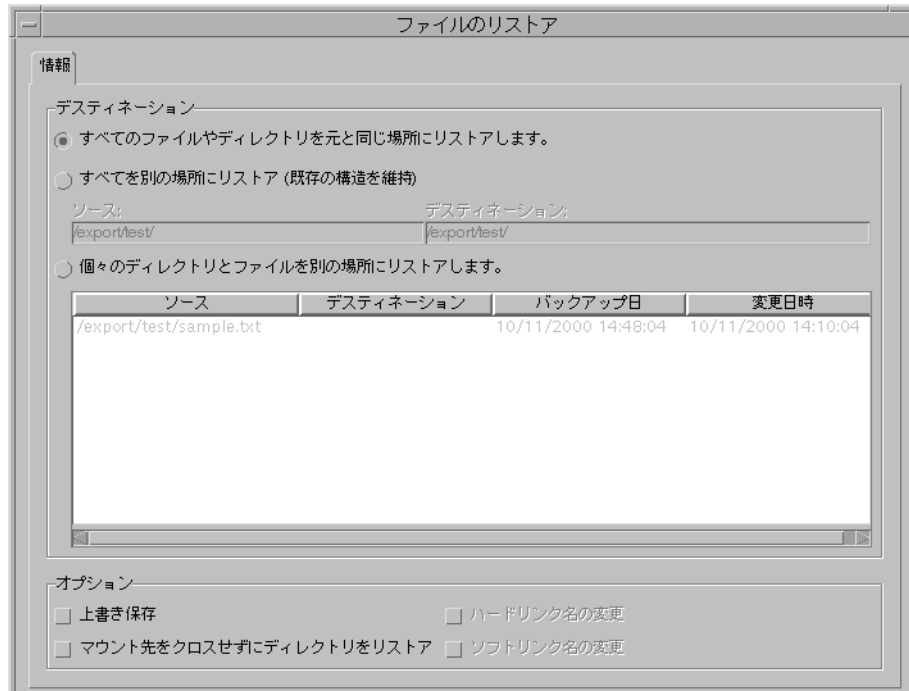 ファイルのリストア
情報
デスティネーション
すべてのファイルやディレクトリを元と同じ場所にリストアします。
すべてを別の場所にリストア (既存の構造を維持)
ソース: デスティネーション:
/export/test/ /export/test/
個々のディレクトリとファイルを別の場所にリストアします。
ソース デスティネーション バックアップ日 変更日時
/export/test/sample.txt 10/11/2000 14:48:04 10/11/2000 14:10:04
オプション
上書き保存 ハードリンク名の変更
マウント先をクロスせずにディレクトリをリストア ソフトリンク名の変更